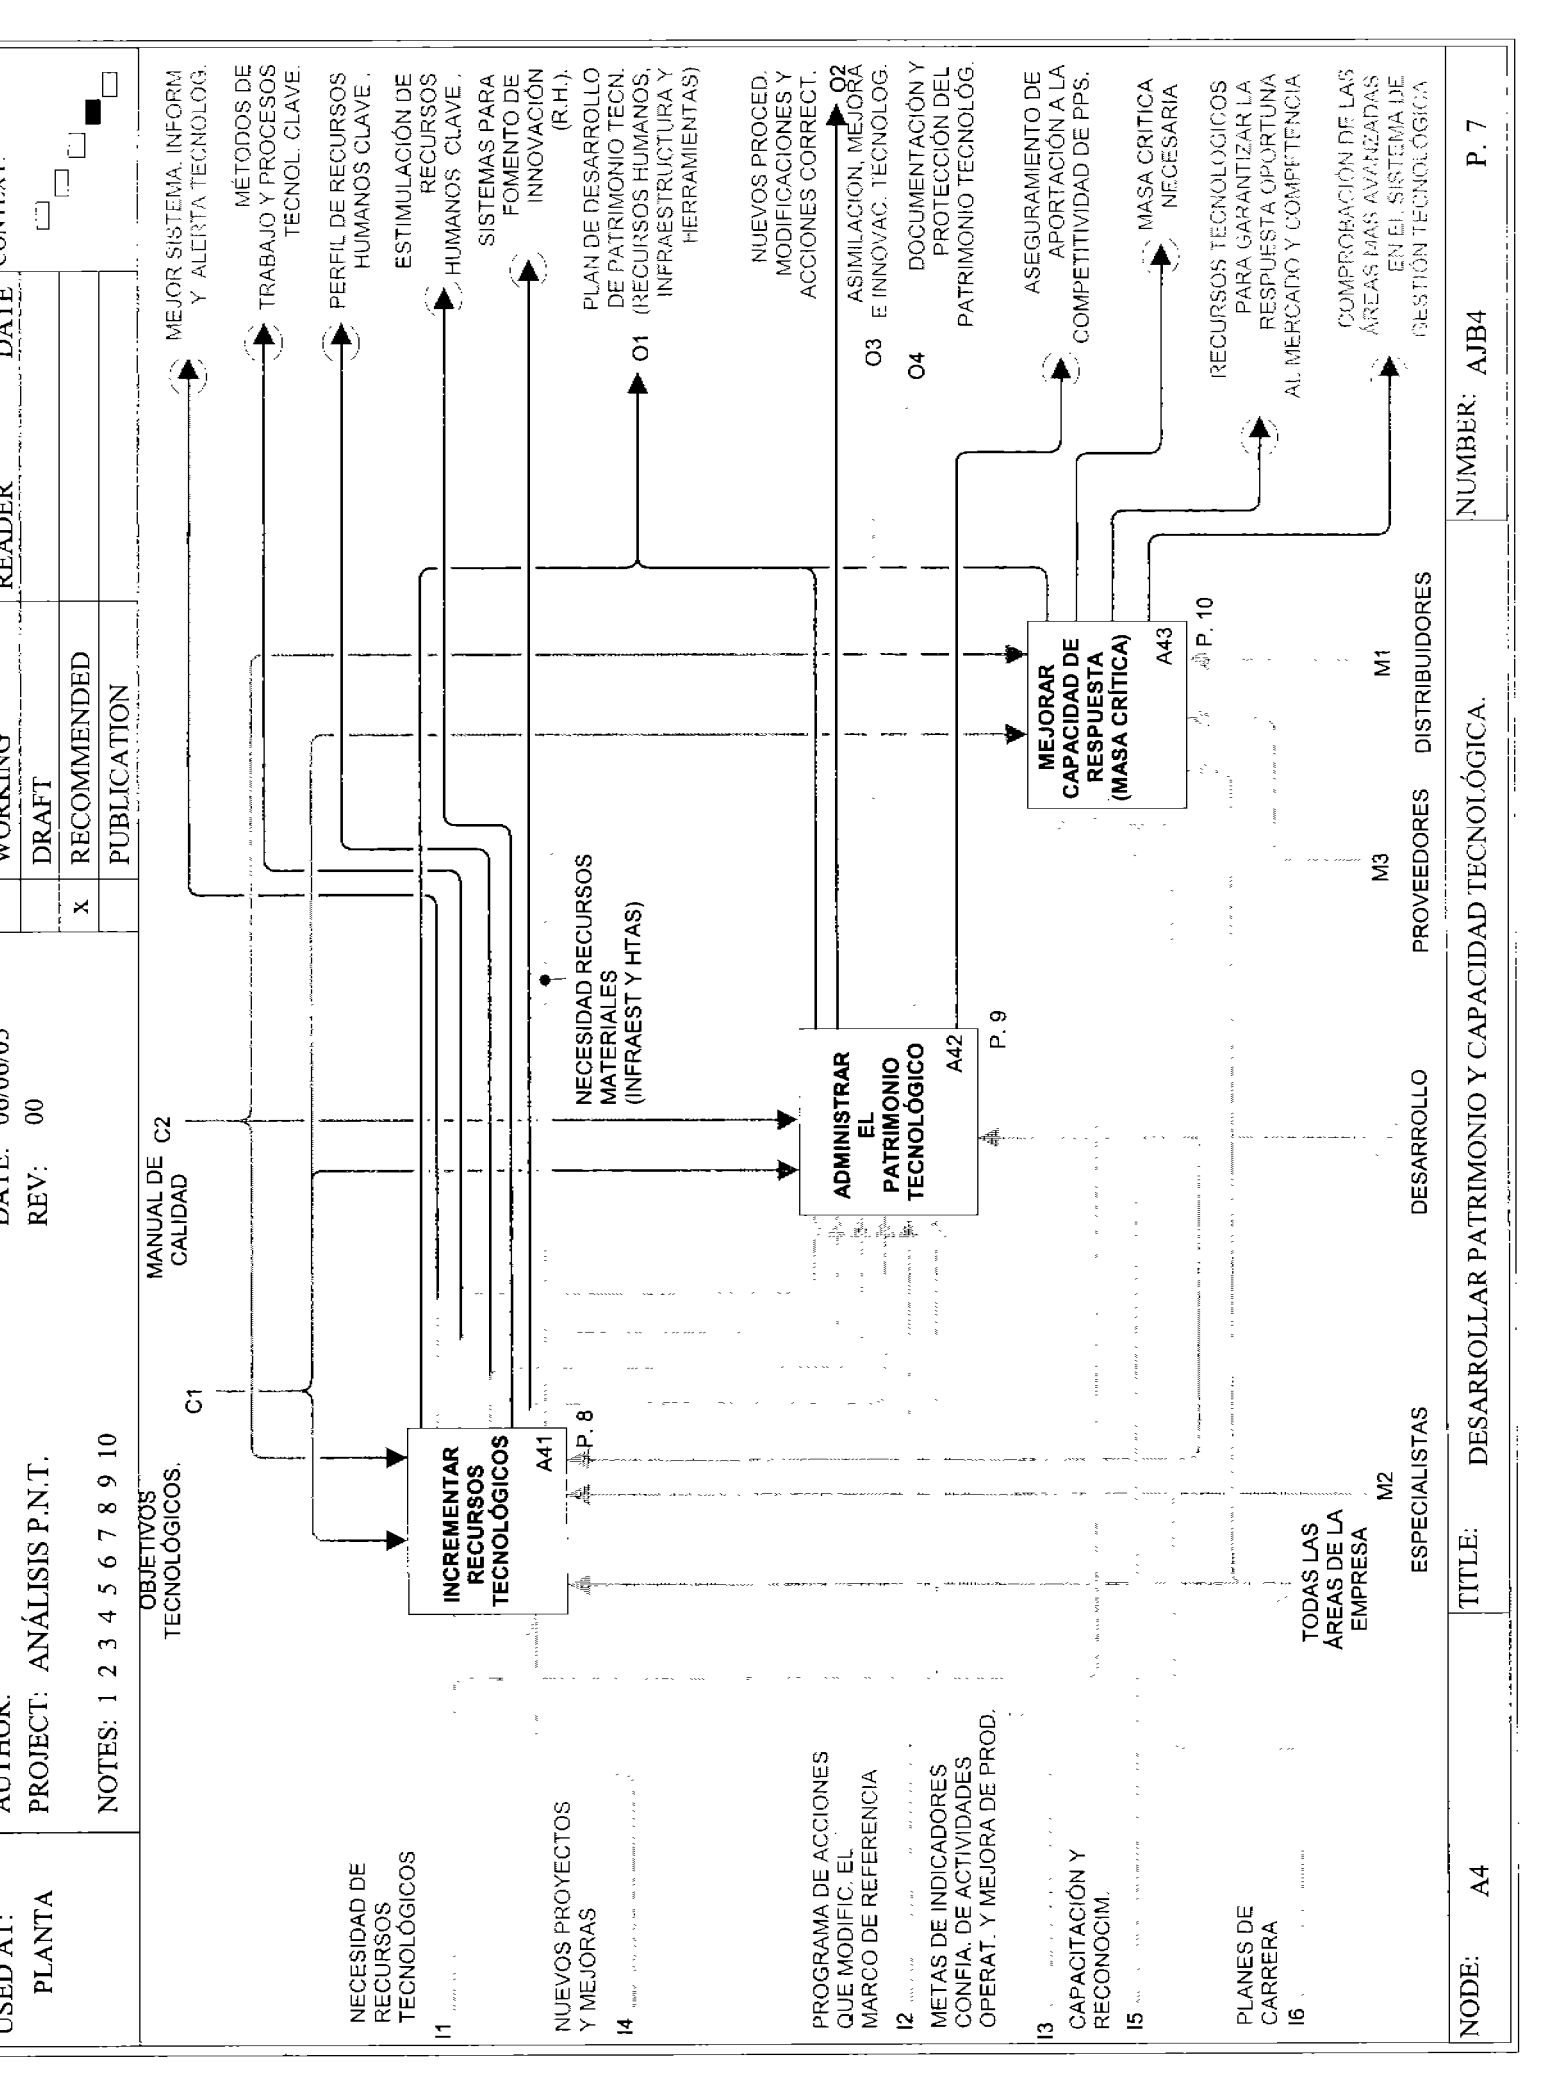 USED AT:
PLANTA
AUTHOR:
PROJECT: ANÁLISIS P.N.T.
NOTES: 1 2 3 4 5 6 7 8 9 10
DATE:
REV: 00
WORKING
DRAFT
x RECOMMENDED
PUBLICATION
READER
DATE
CONTEXT:
OBJETIVOS
TECNOLÓGICOS.
C1
MANUAL DE
CALIDAD
C2
NECESIDAD DE
RECURSOS
TECNOLÓGICOS
I1
NUEVOS PROYECTOS
Y MEJORAS
I4
PROGRAMA DE ACCIONES
QUE MODIFIC. EL
MARCO DE REFERENCIA
I2
METAS DE INDICADORES
CONFIA. DE ACTIVIDADES
OPERAT. Y MEJORA DE PROD.
I3
CAPACITACIÓN Y
RECONOCIM.
I5
PLANES DE
CARRERA
I6
INCREMENTAR
RECURSOS
TECNOLÓGICOS
A41
P. 8
NECESIDAD RECURSOS
MATERIALES
(INFRAEST Y HTAS)
ADMINISTRAR
EL
PATRIMONIO
TECNOLÓGICO
A42
P. 9
MEJORAR
CAPACIDAD DE
RESPUESTA
(MASA CRÍTICA)
A43
P. 10
MEJOR SISTEMA. INFORM
Y ALERTA TECNOLOG.
MÉTODOS DE
TRABAJO Y PROCESOS
TECNOL. CLAVE.
PERFIL DE RECURSOS
HUMANOS CLAVE .
ESTIMULACIÓN DE
RECURSOS
HUMANOS CLAVE .
SISTEMAS PARA
FOMENTO DE
INNOVACIÓN
(R.H.).
PLAN DE DESARROLLO
DE PATRIMONIO TECN.
O1 (RECURSOS HUMANOS,
INFRAESTRUCTURA Y
HERRAMIENTAS)
NUEVOS PROCED.
MODIFICACIONES Y
ACCIONES CORRECT.
O2
ASIMILACION, MEJORA
O3 E INNOVAC. TECNOLOG.
O4
DOCUMENTACIÓN Y
PROTECCIÓN DEL
PATRIMONIO TECNOLÓG.
ASEGURAMIENTO DE
APORTACIÓN A LA
COMPETITIVIDAD DE PPS.
MASA CRITICA
NECESARIA
RECURSOS TECNOLOGICOS
PARA GARANTIZAR LA
RESPUESTA OPORTUNA
AL MERCADO Y COMPETENCIA
COMPROBACIÓN DE LAS
ÁREAS MAS AVANZADAS
EN EL SISTEMA DE
GESTIÓN TECNOLÓGICA
TODAS LAS
ÁREAS DE LA
EMPRESA
M2
ESPECIALISTAS
DESARROLLO
M3
PROVEEDORES
M1
DISTRIBUIDORES
NODE: A4
TITLE: DESARROLLAR PATRIMONIO Y CAPACIDAD TECNOLÓGICA.
NUMBER: AJB4 P. 7